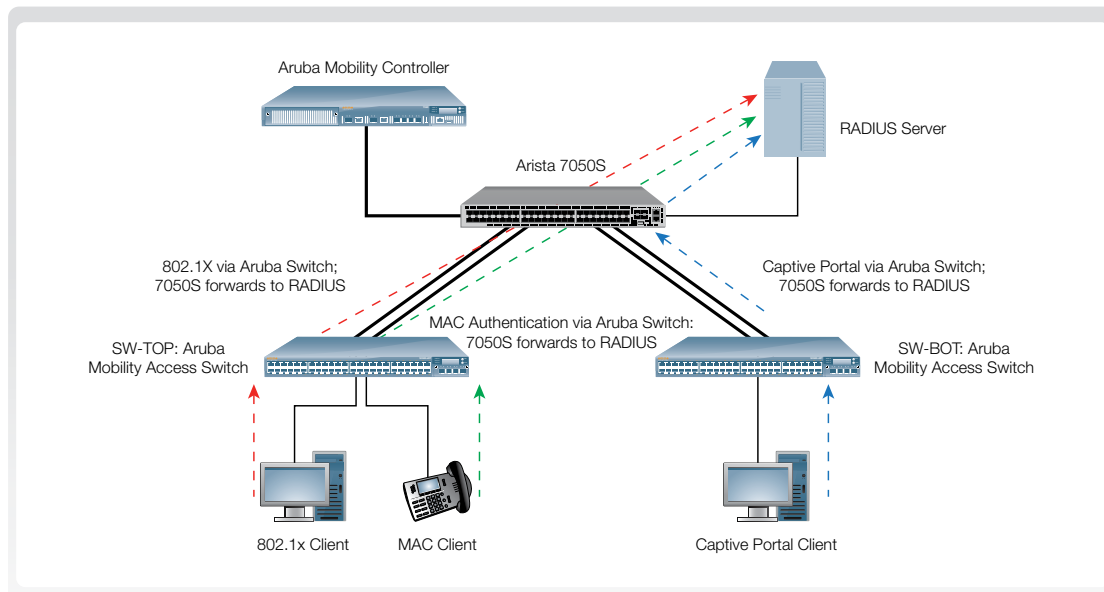 Aruba Mobility Controller
RADIUS Server
Arista 7050S
802.1X via Aruba Switch;
7050S forwards to RADIUS
Captive Portal via Aruba Switch;
7050S forwards to RADIUS
MAC Authentication via Aruba Switch:
7050S forwards to RADIUS
SW-TOP: Aruba
Mobility Access Switch
SW-BOT: Aruba
Mobility Access Switch
802.1x Client
MAC Client
Captive Portal Client